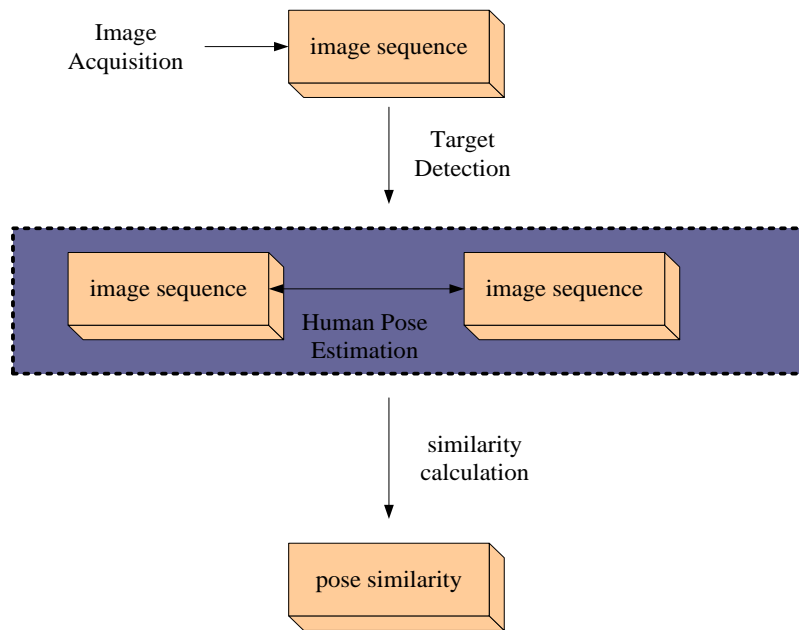 Image
Acquisition
image sequence
Target
Detection
image sequence
image sequence
Human Pose
Estimation
similarity
calculation
pose similarity